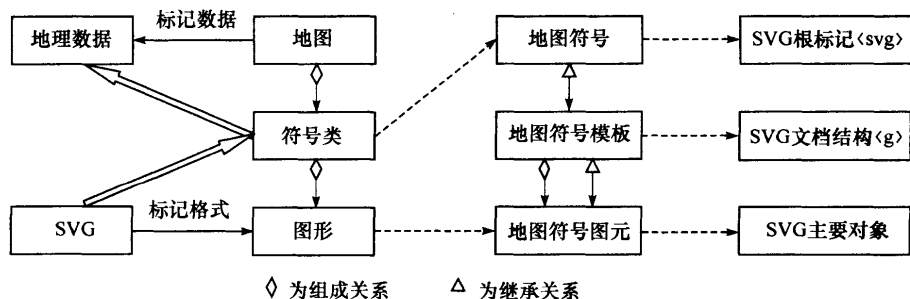 地理数据
标记数据
地图
地图符号
SVG根标记<svg>
符号类
地图符号模板
SVG文档结构<g>
SVG
标记格式
图形
地图符号图元
SVG主要对象
为组成关系
为继承关系